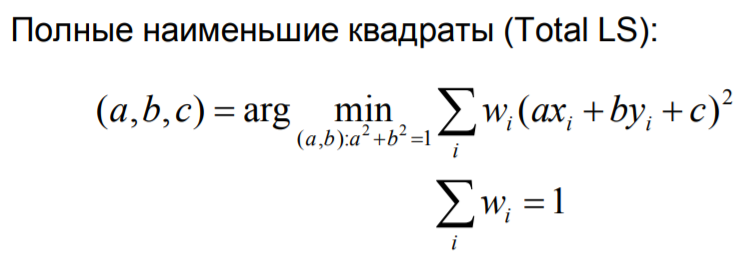 Полные наименьшие квадраты (Total LS):
(a,b,c) = arg min_{(a,b):a²+b²=1} ∑_i w_i(ax_i + by_i + c)²
∑_i w_i = 1